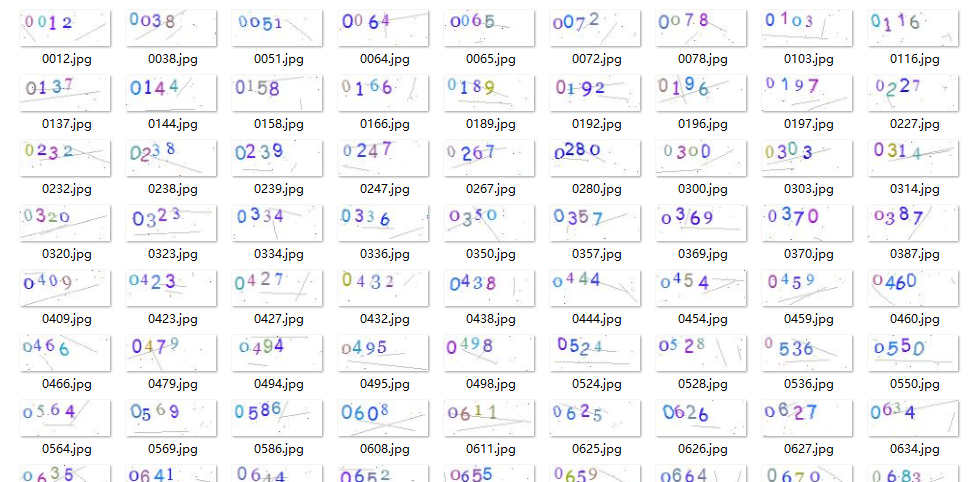 0012 0038 0051 0064 0065 0072 0078 0103 0116
0012.jpg 0038.jpg 0051.jpg 0064.jpg 0065.jpg 0072.jpg 0078.jpg 0103.jpg 0116.jpg
0137 0144 0158 0166 0189 0192 0196 0197 0227
0137.jpg 0144.jpg 0158.jpg 0166.jpg 0189.jpg 0192.jpg 0196.jpg 0197.jpg 0227.jpg
0232 0238 0239 0247 0267 0280 0300 0303 0314
0232.jpg 0238.jpg 0239.jpg 0247.jpg 0267.jpg 0280.jpg 0300.jpg 0303.jpg 0314.jpg
0320 0323 0334 0336 0350 0357 0369 0370 0387
0320.jpg 0323.jpg 0334.jpg 0336.jpg 0350.jpg 0357.jpg 0369.jpg 0370.jpg 0387.jpg
0409 0423 0427 0432 0438 0444 0454 0459 0460
0409.jpg 0423.jpg 0427.jpg 0432.jpg 0438.jpg 0444.jpg 0454.jpg 0459.jpg 0460.jpg
0466 0479 0494 0495 0498 0524 0528 0536 0550
0466.jpg 0479.jpg 0494.jpg 0495.jpg 0498.jpg 0524.jpg 0528.jpg 0536.jpg 0550.jpg
0564 0569 0586 0608 0611 0625 0626 0627 0634
0564.jpg 0569.jpg 0586.jpg 0608.jpg 0611.jpg 0625.jpg 0626.jpg 0627.jpg 0634.jpg
0635 0641 0644 0652 0655 0659 0664 0670 0683